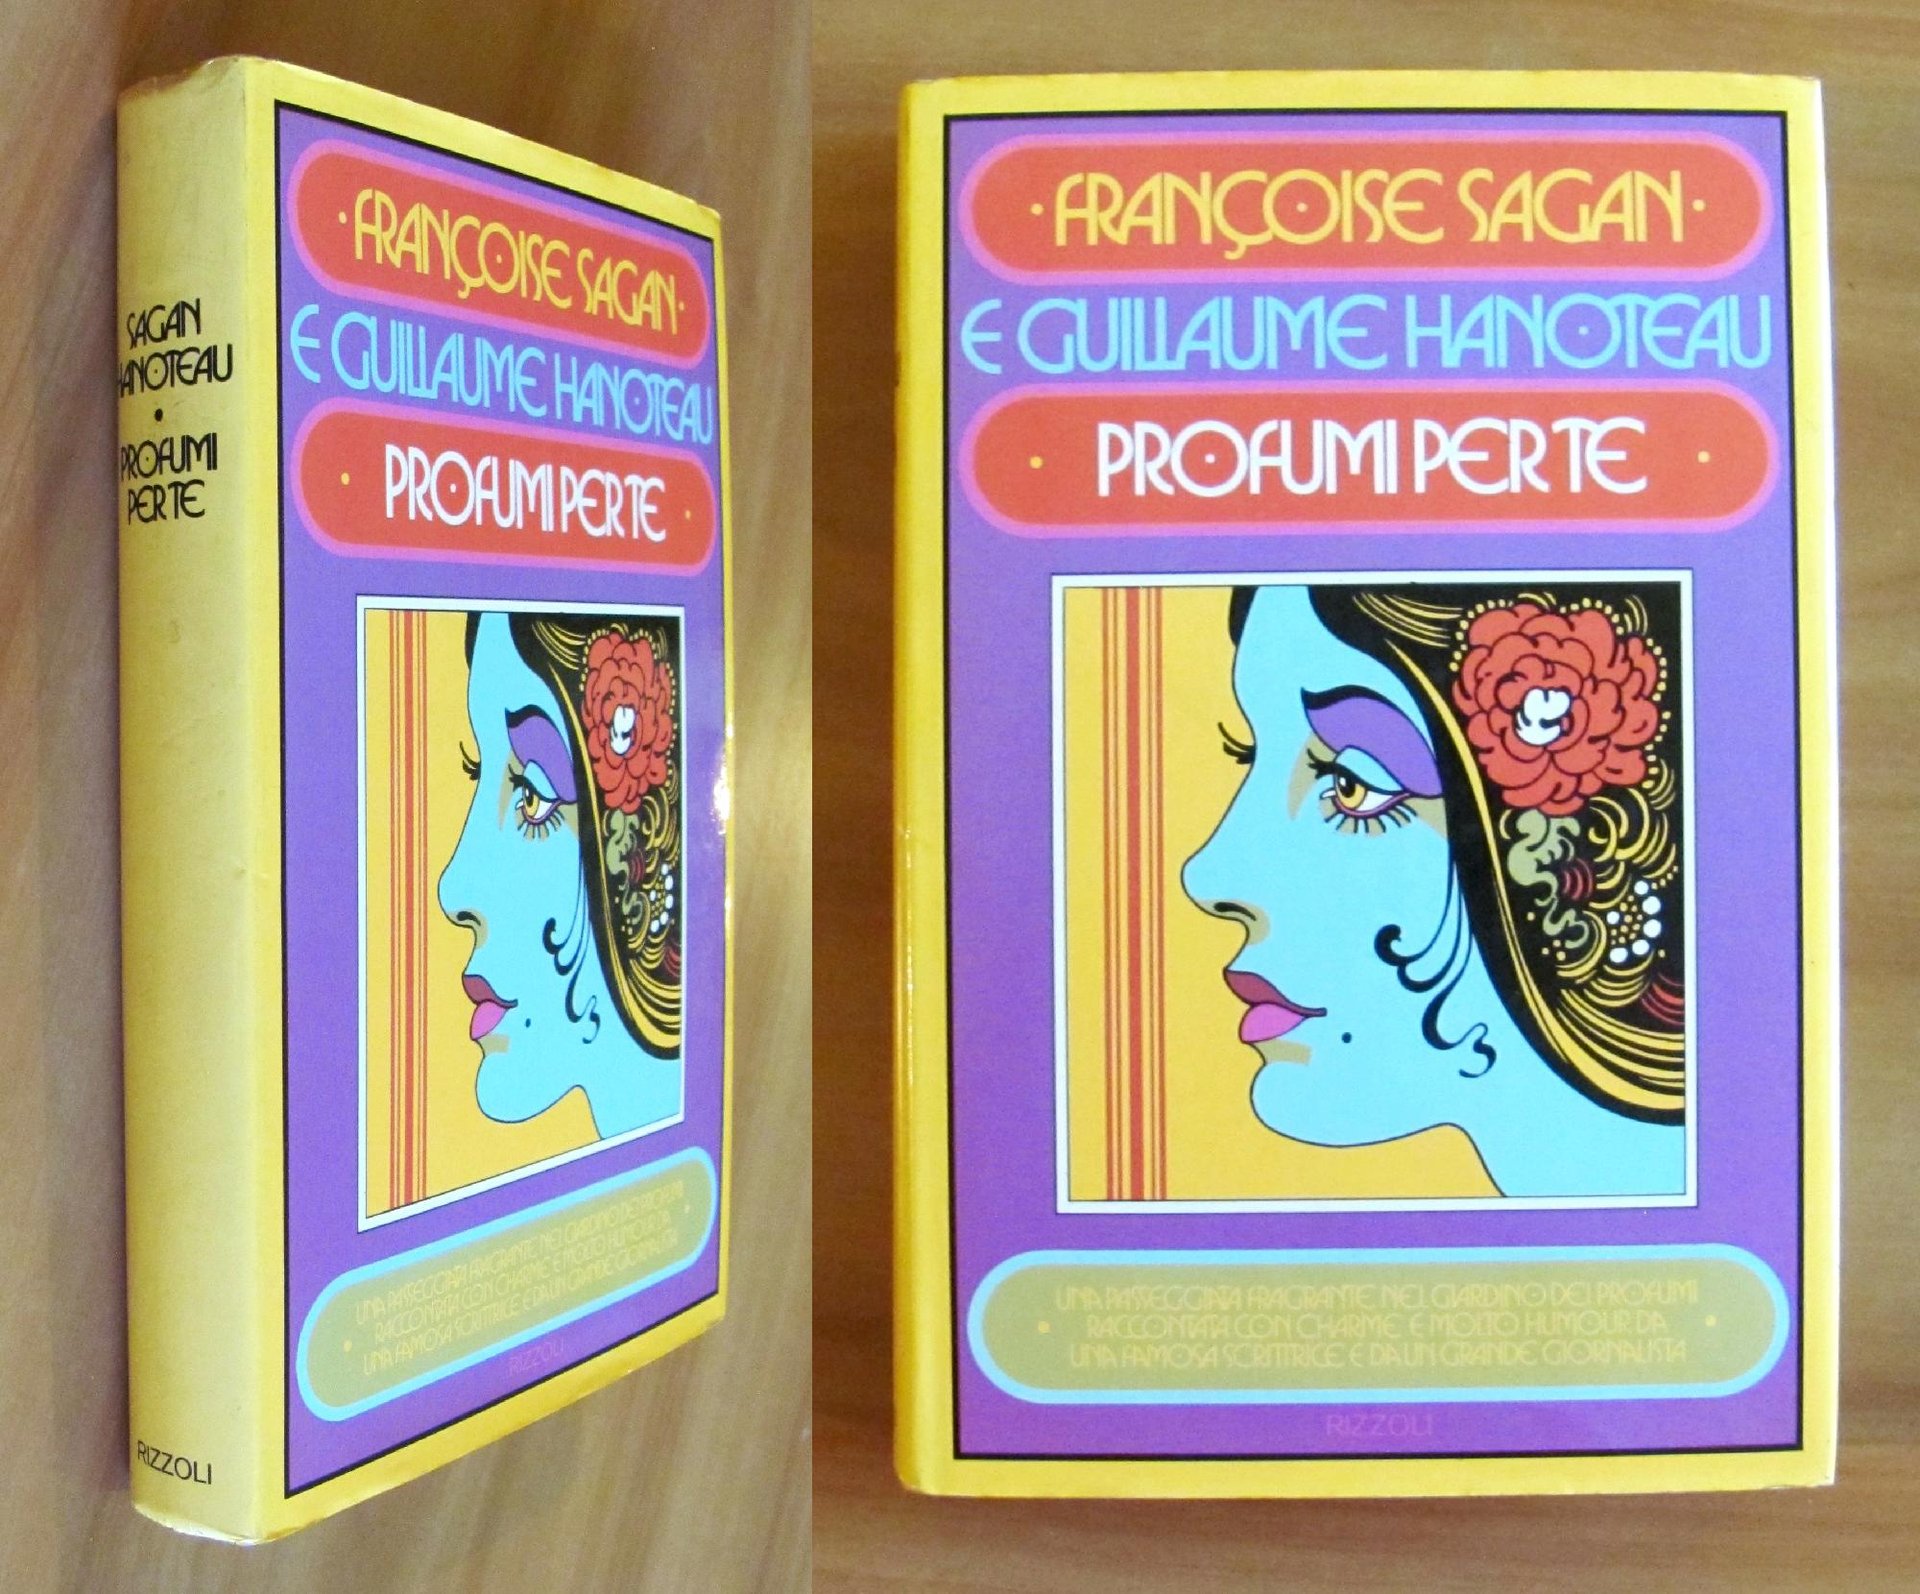 SAGAN
HANOTEAU
•
PROFUMI
PER TE
RIZZOLI
·FRANÇOISE SAGAN·
E GUILLAUME HANOTEAU
· PROFUMI PER TE ·
UNA PASSEGGIATA FRAGRANTE NEL GIARDINO DEI PROFUMI
· RACCONTATA CON CHARME E MOLTO HUMOUR DA ·
UNA FAMOSA SCRITTRICE E DA UN GRANDE GIORNALISTA
RIZZOLI
·FRANÇOISE SAGAN·
E GUILLAUME HANOTEAU
· PROFUMI PER TE ·
UNA PASSEGGIATA FRAGRANTE NEL GIARDINO DEI PROFUMI
· RACCONTATA CON CHARME E MOLTO HUMOUR DA ·
UNA FAMOSA SCRITTRICE E DA UN GRANDE GIORNALISTA
RIZZOLI